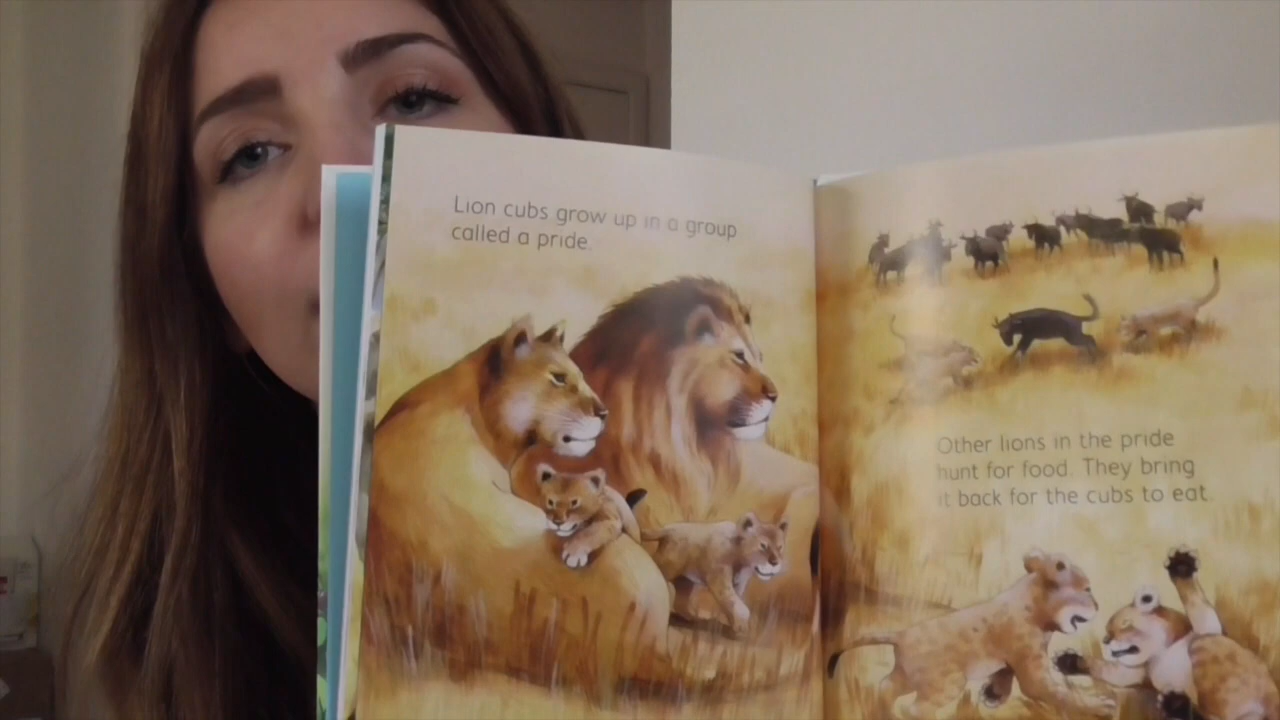 Lion cubs grow up in a group
called a pride.
Other lions in the pride
hunt for food. They bring
it back for the cubs to eat.